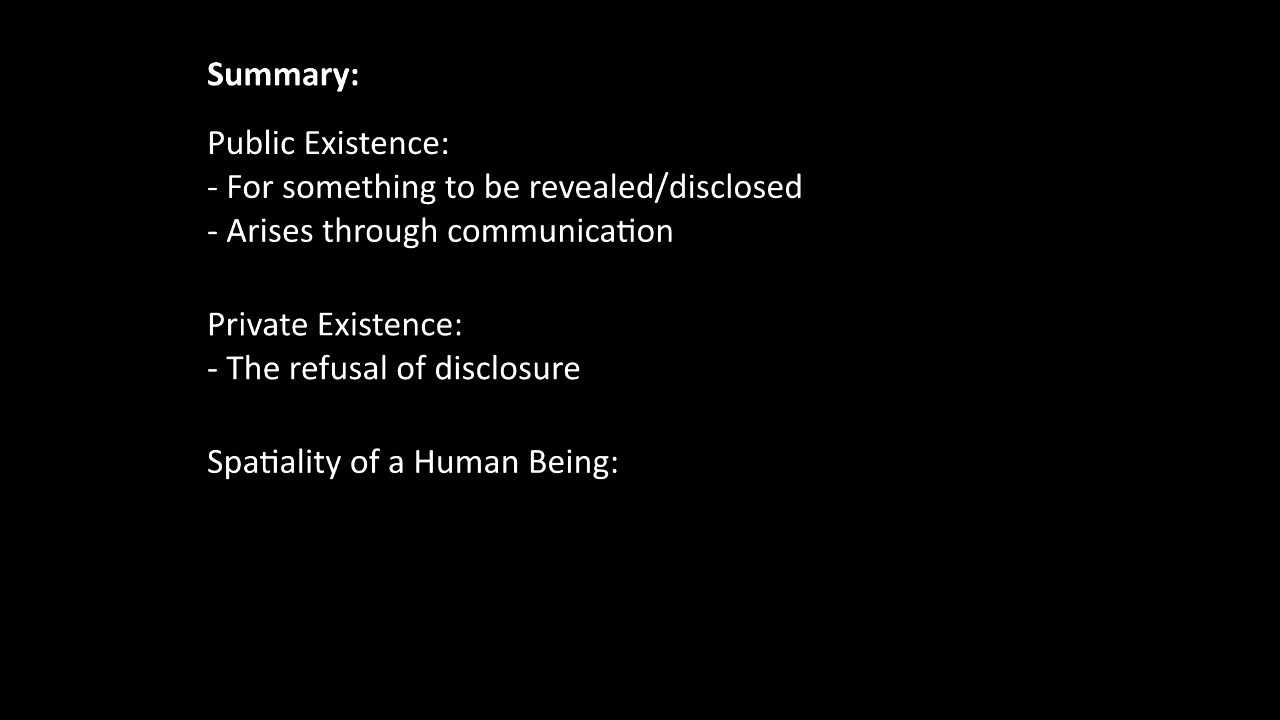 Summary:
Public Existence:
- For something to be revealed/disclosed
- Arises through communication
Private Existence:
- The refusal of disclosure
Spatiality of a Human Being: